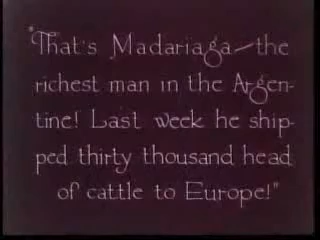 "That's Madariaga—the
richest man in the Argen-
tine! Last week he ship-
ped thirty thousand head
of cattle to Europe!"